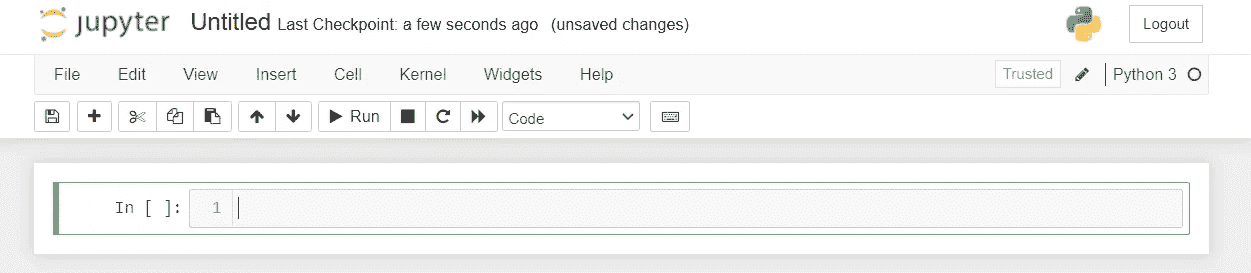 jupyter Untitled Last Checkpoint: a few seconds ago (unsaved changes) Logout
File Edit View Insert Cell Kernel Widgets Help Trusted Python 3
Run Code
In [ ]: 1